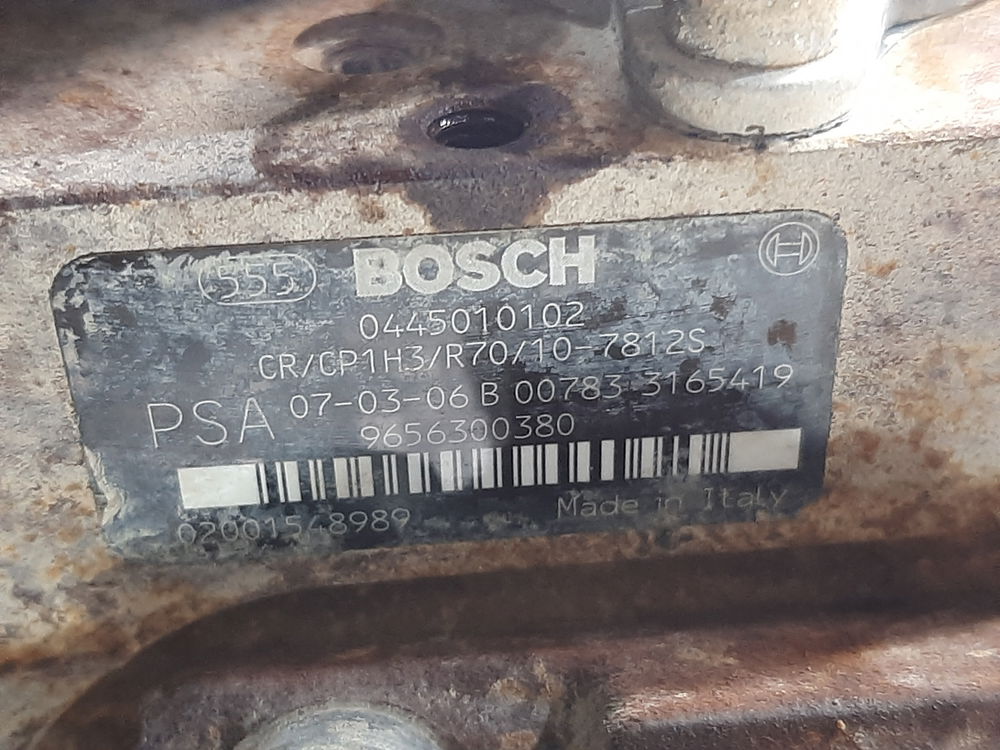 555 BOSCH
0445010102
CR/CP1H3/R70/10-7812S
PSA 07-03-06 B 00783 3165419
9656300380
02001548989 Made in Italy